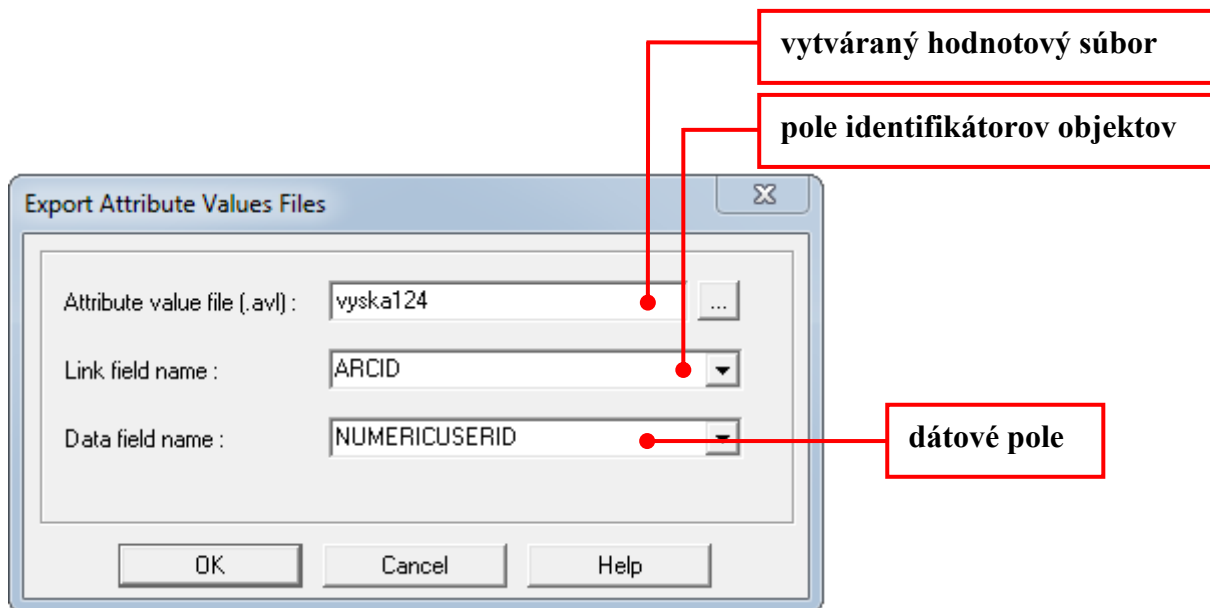 vytváraný hodnotový súbor
pole identifikátorov objektov
Export Attribute Values Files
Attribute value file (.avl) :
vyska124
...
Link field name :
ARCID
Data field name :
NUMERICUSERID
dátové pole
OK
Cancel
Help